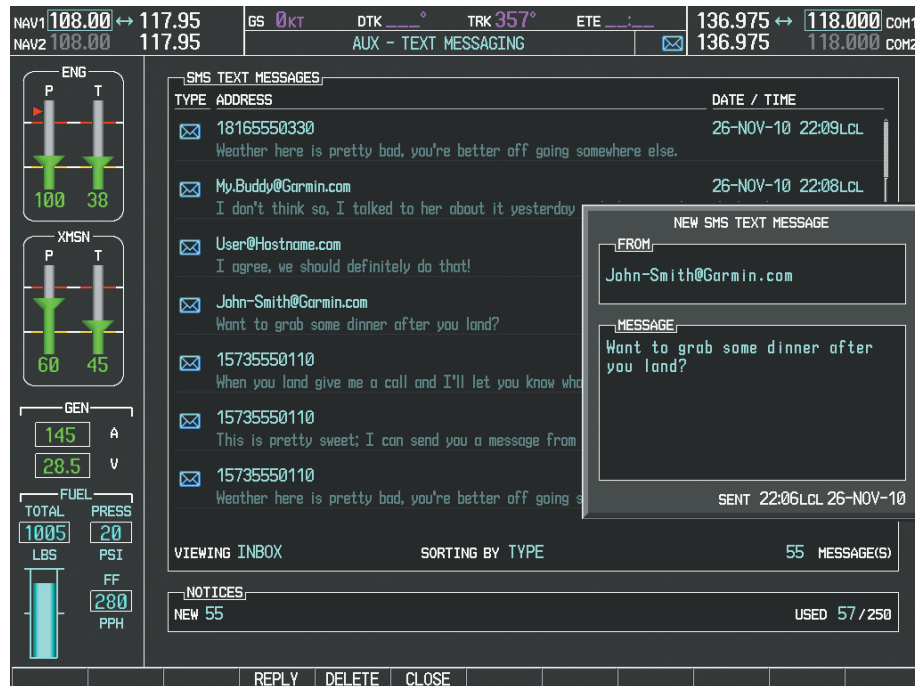 NAV1 108.00 ↔ 117.95 GS 0KT DTK ___° TRK 357° ETE __:__ 136.975 ↔ 118.000 COM1
NAV2 108.00 117.95 AUX - TEXT MESSAGING 136.975 118.000 COM2
ENG
P T
100 38
XMSN
P T
60 45
GEN
145 A
28.5 V
FUEL
TOTAL PRESS
1005 20
LBS PSI
FF
280
PPH
SMS TEXT MESSAGES
TYPE ADDRESS DATE / TIME
18165550330 26-NOV-10 22:09LCL
Weather here is pretty bad, you're better off going somewhere else.
My.Buddy@Garmin.com 26-NOV-10 22:08LCL
I don't think so, I talked to her about it yesterday
User@Hostname.com
I agree, we should definitely do that!
John-Smith@Garmin.com
Want to grab some dinner after you land?
15735550110
When you land give me a call and I'll let you know
15735550110
This is pretty sweet; I can send you a message from
15735550110
Weather here is pretty bad, you're better off going
VIEWING INBOX SORTING BY TYPE 55 MESSAGE(S)
NEW SMS TEXT MESSAGE
FROM
John-Smith@Garmin.com
MESSAGE
Want to grab some dinner after
you land?
SENT 22:06LCL 26-NOV-10
NOTICES
NEW 55 USED 57/250
REPLY DELETE CLOSE